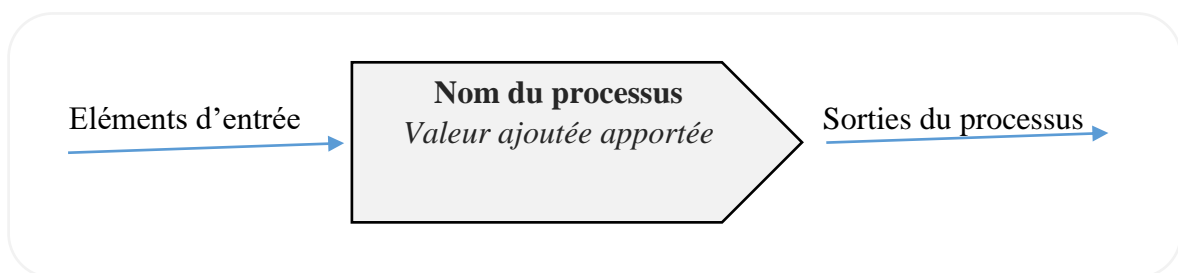 Eléments d’entrée
Nom du processus
Valeur ajoutée apportée
Sorties du processus